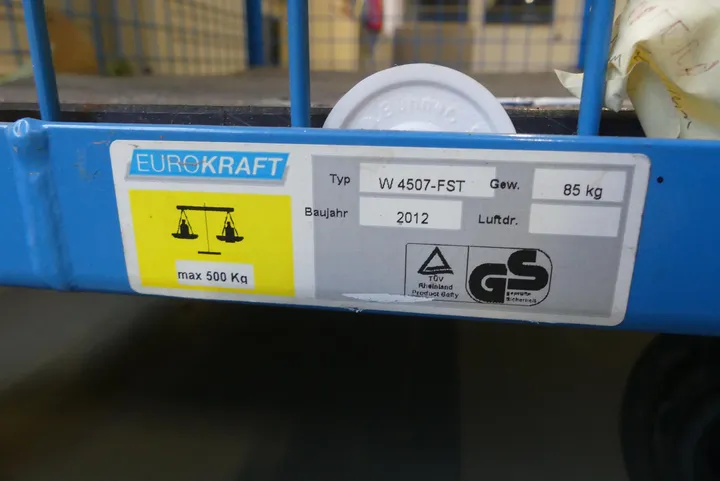 EUROKRAFT
Typ W 4507-FST Gew. 85 kg
Baujahr 2012 Luftdr.
max 500 Kg
TÜV
Rheinland
Product Safty
GS
geprüfte
Sicherheit